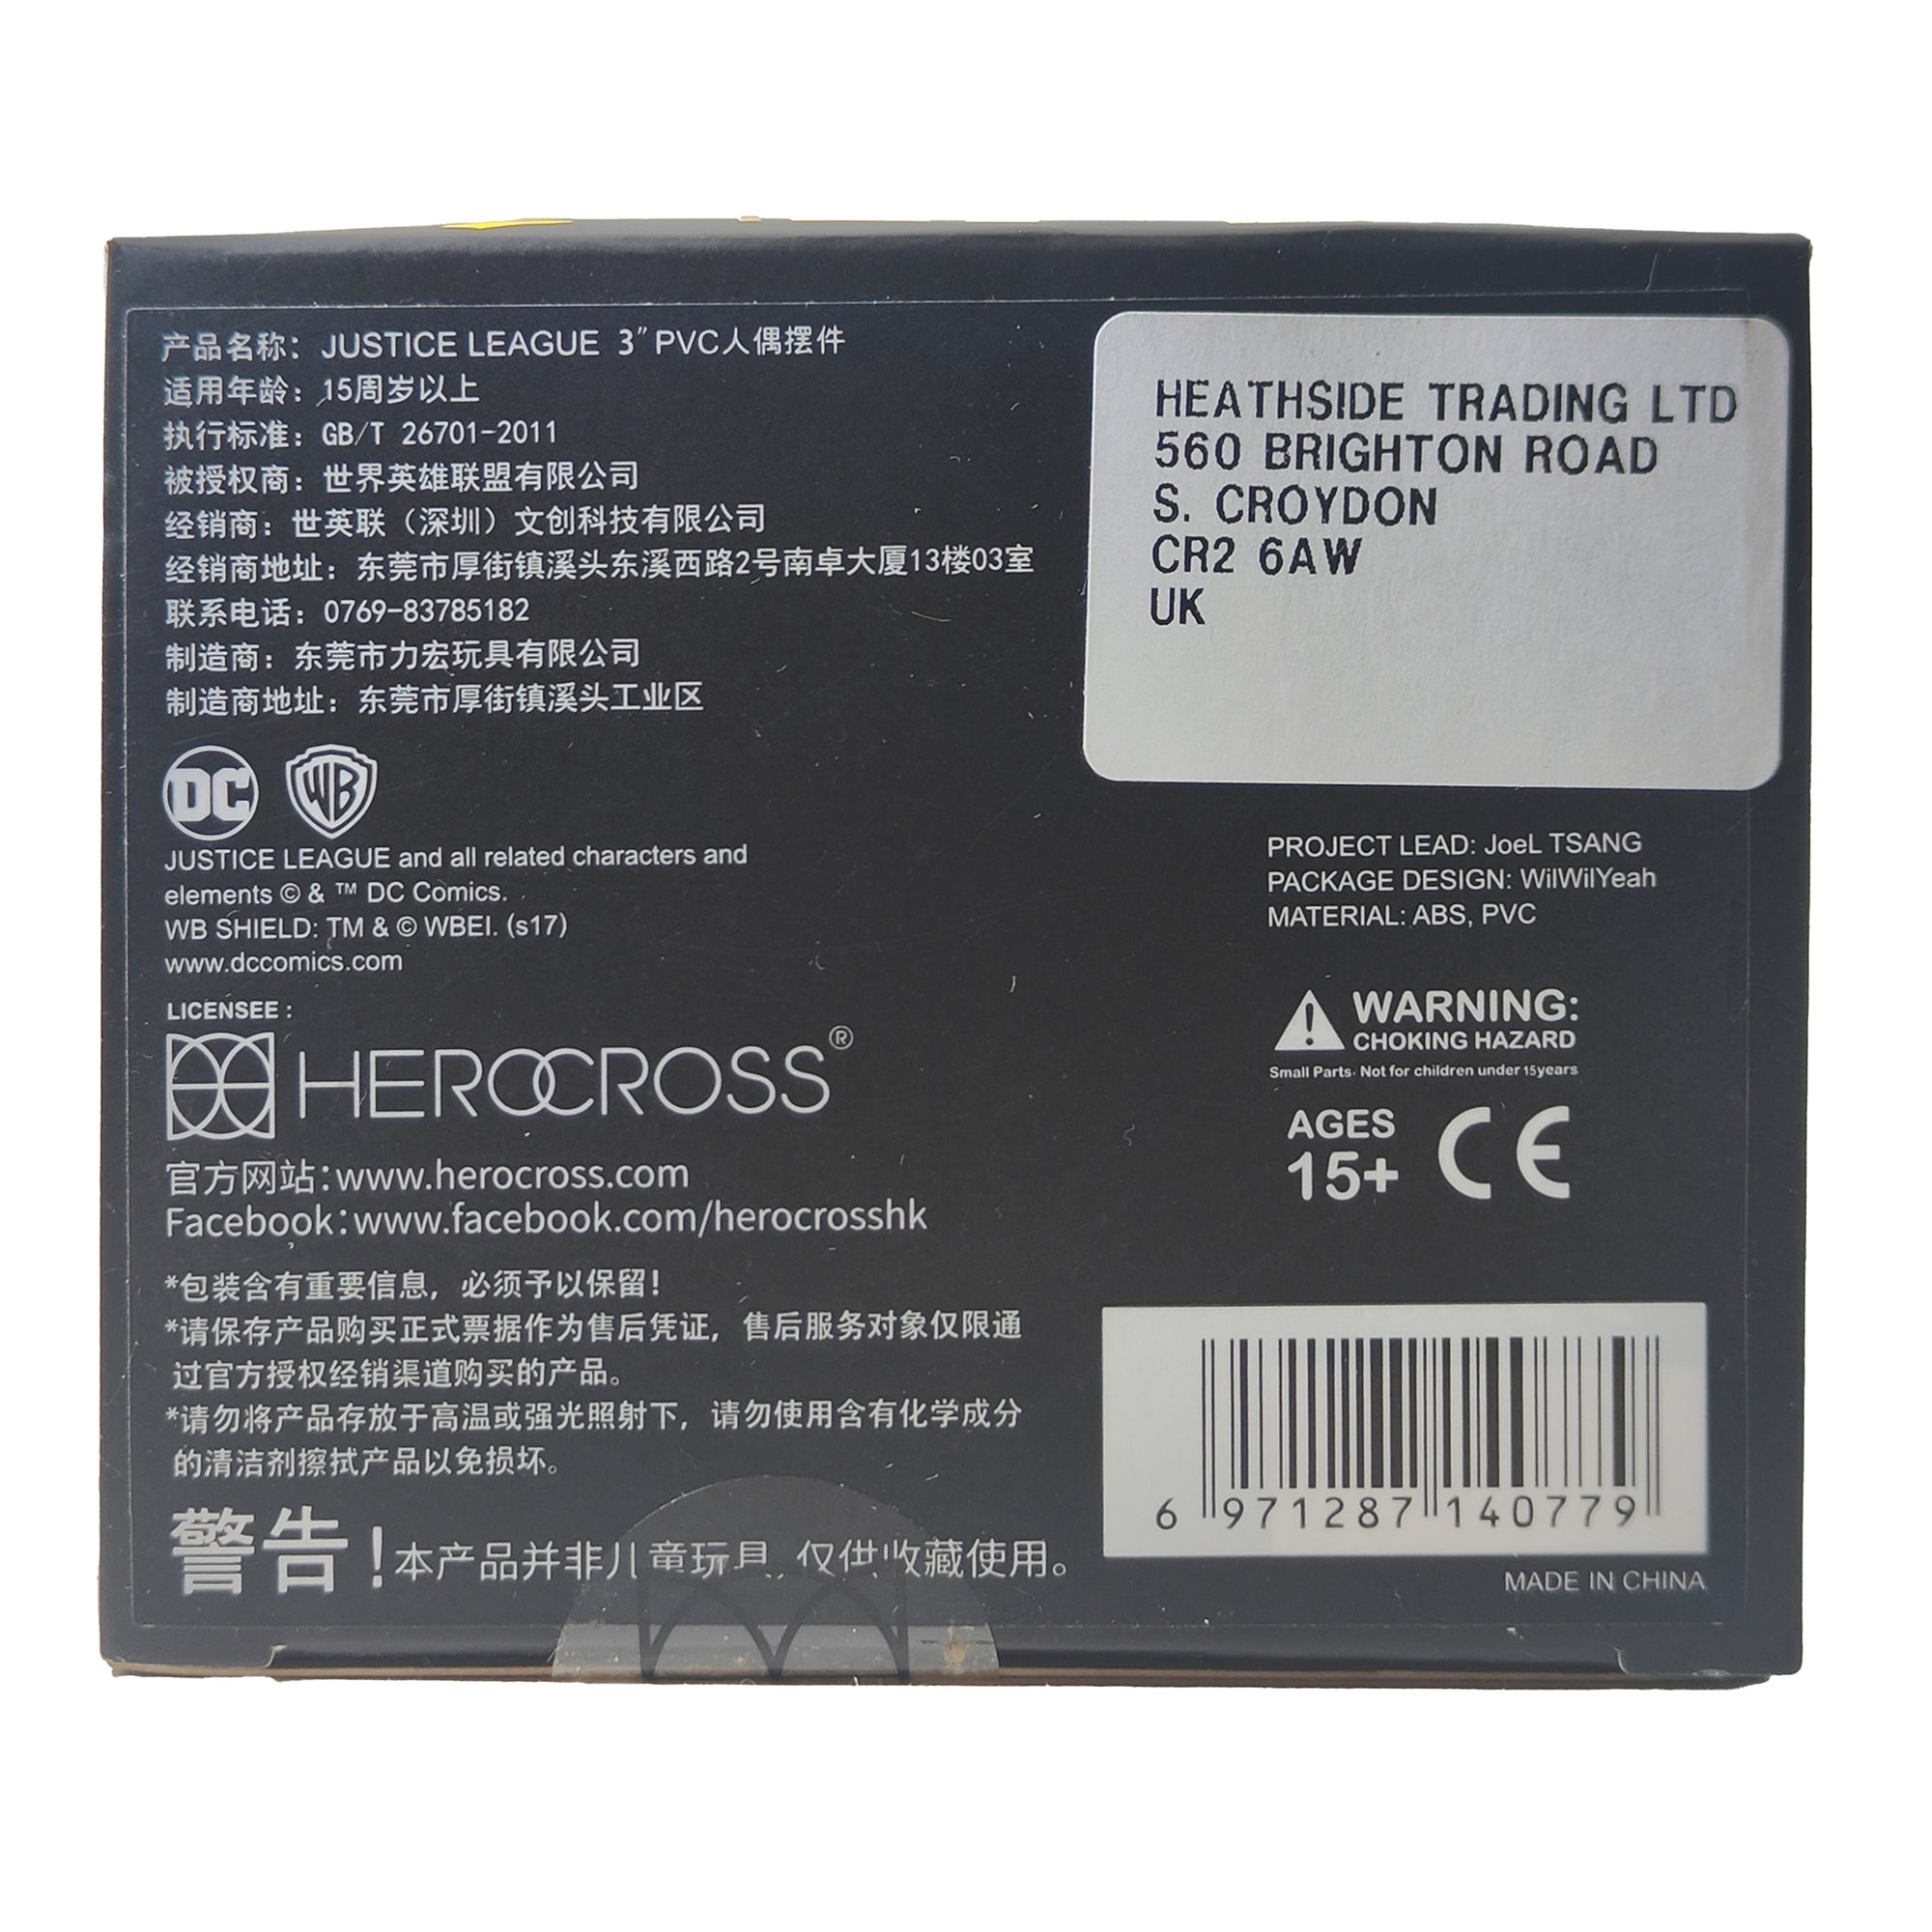 产品名称：JUSTICE LEAGUE 3"PVC人偶摆件
适用年龄：15周岁以上
执行标准：GB/T 26701-2011
被授权商：世界英雄联盟有限公司
经销商：世英联（深圳）文创科技有限公司
经销商地址：东莞市厚街镇溪头东溪西路2号南卓大厦13楼03室
联系电话：0769-83785182
制造商：东莞市力宏玩具有限公司
制造商地址：东莞市厚街镇溪头工业区
DC WB
JUSTICE LEAGUE and all related characters and
elements © & ™ DC Comics.
WB SHIELD: TM & © WBEI. (s17)
www.dccomics.com
LICENSEE :
HEROCROSS®
官方网站:www.herocross.com
Facebook:www.facebook.com/herocrosshk
*包装含有重要信息，必须予以保留!
*请保存产品购买正式票据作为售后凭证，售后服务对象仅限通
过官方授权经销渠道购买的产品。
*请勿将产品存放于高温或强光照射下，请勿使用含有化学成分
的清洁剂擦拭产品以免损坏。
警告!本产品并非儿童玩具，仅供收藏使用。
HEATHSIDE TRADING LTD
560 BRIGHTON ROAD
S. CROYDON
CR2 6AW
UK
PROJECT LEAD: JoeL TSANG
PACKAGE DESIGN: WilWilYeah
MATERIAL: ABS, PVC
WARNING:
CHOKING HAZARD
Small Parts. Not for children under 15years
AGES
15+ CE
6 971287 140779
MADE IN CHINA